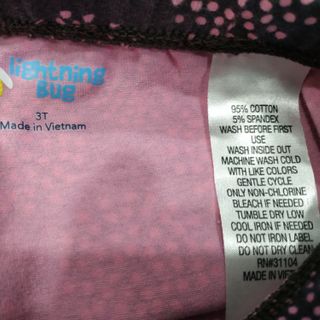 lightning
Bug
3T
Made in Vietnam
95% COTTON
5% SPANDEX
WASH BEFORE FIRST
USE
WASH INSIDE OUT
MACHINE WASH COLD
WITH LIKE COLORS
GENTLE CYCLE
ONLY NON-CHLORINE
BLEACH IF NEEDED
TUMBLE DRY LOW
COOL IRON IF NEEDED
DO NOT IRON LABEL
DO NOT DRY CLEAN
RN#31104
MADE IN VIET